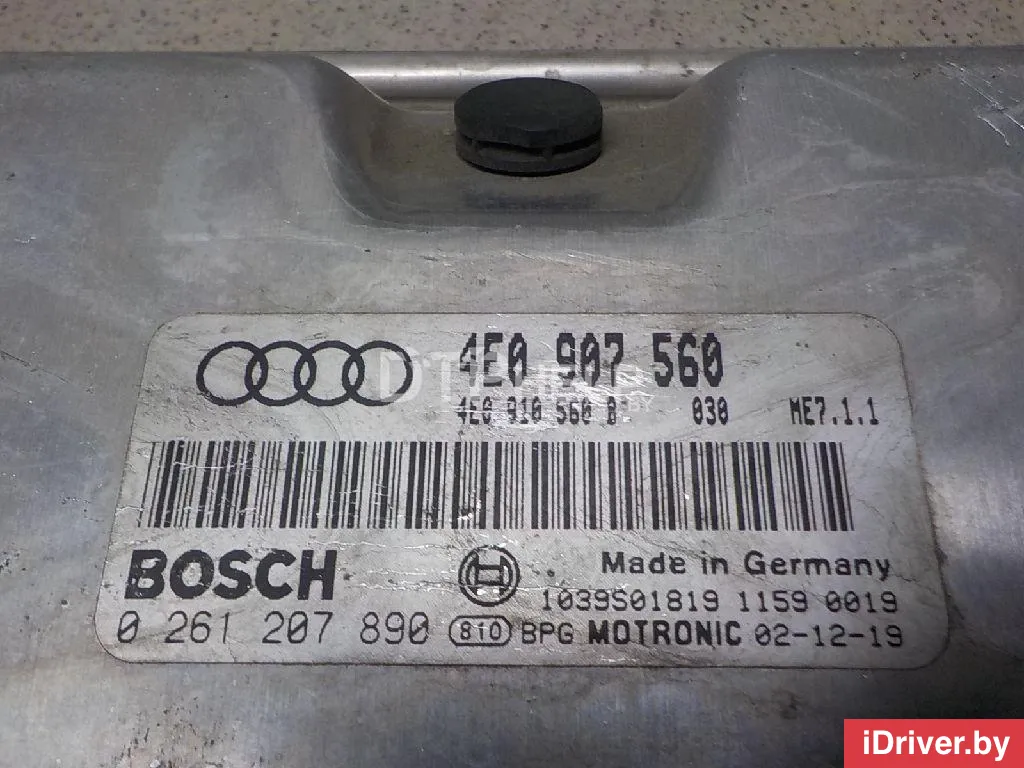 4E0 907 560
4E0 910 560 B 030 ME7.1.1
BOSCH
Made in Germany
1039S01819 1159 0019
0 261 207 890 810 BPG MOTRONIC 02-12-19
iDriver.by